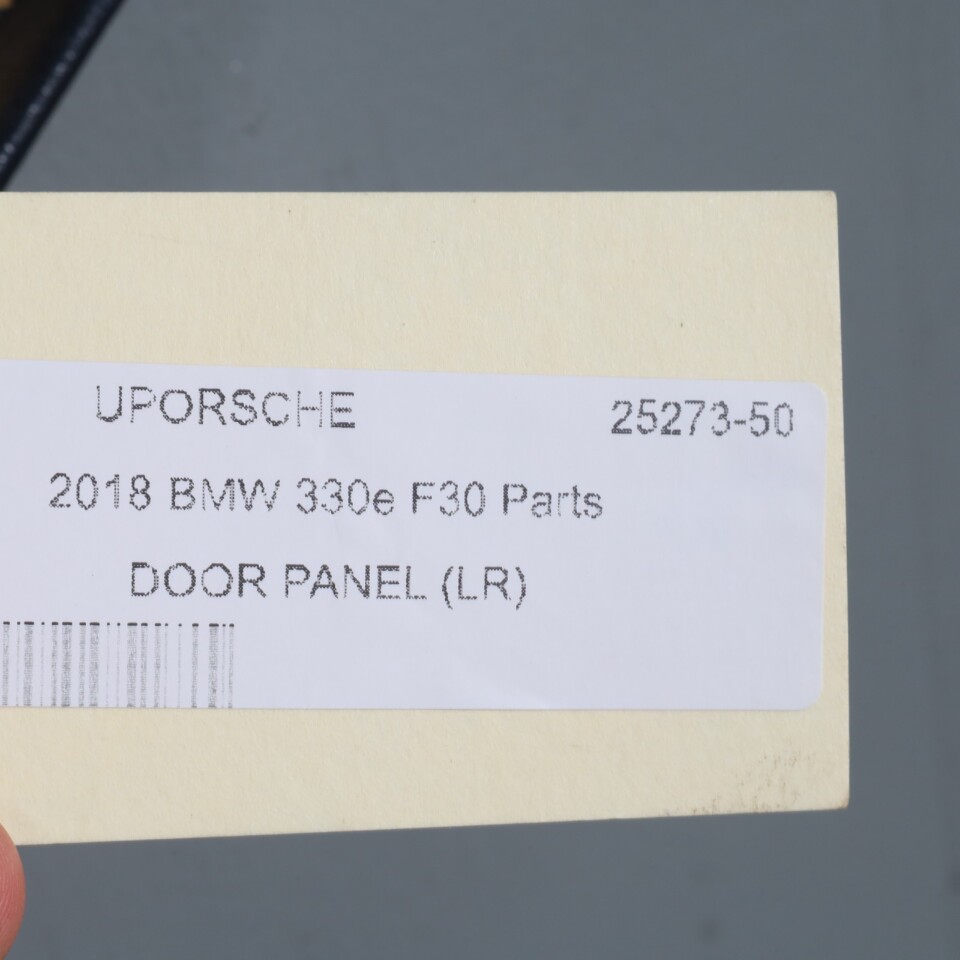 UPORSCHE 25273-50
2018 BMW 330e F30 Parts
DOOR PANEL (LR)